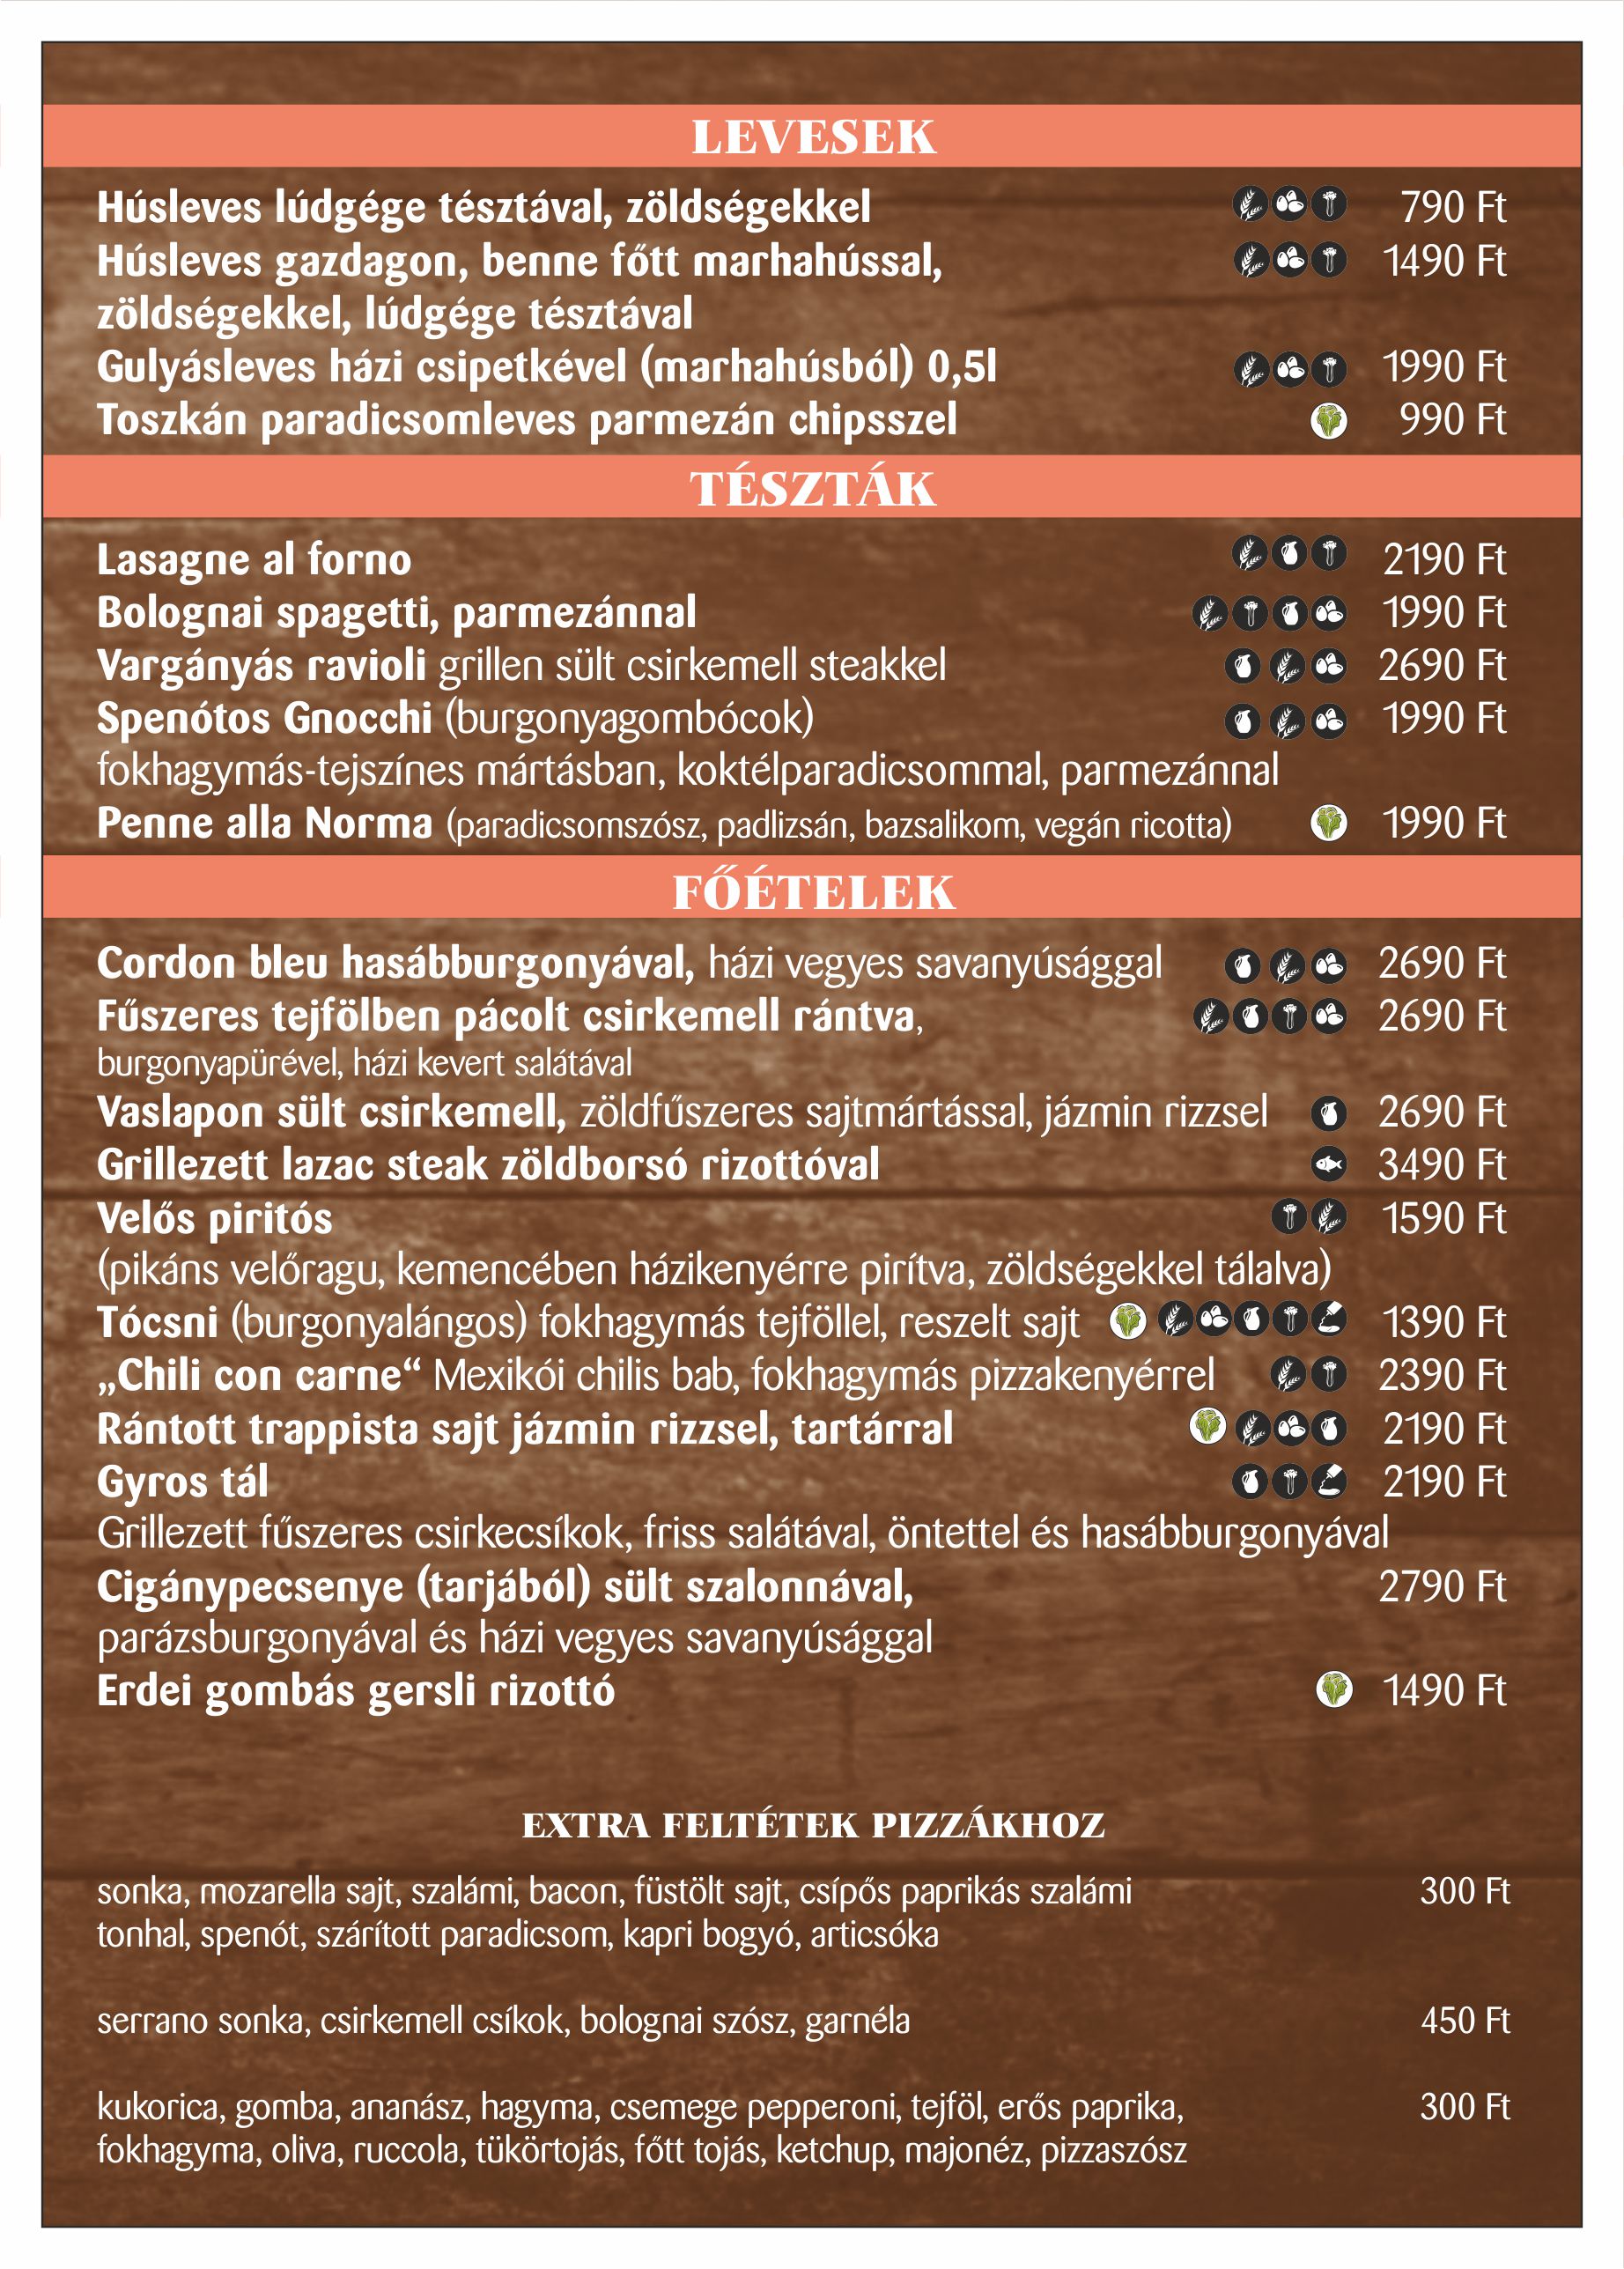 LEVESEK
Húsleves lúdgége tésztával, zöldségekkel 790 Ft
Húsleves gazdagon, benne főtt marhahússal, 1490 Ft
zöldségekkel, lúdgége tésztával
Gulyásleves házi csipetkével (marhahúsból) 0,5l 1990 Ft
Toszkán paradicsomleves parmezán chipsszel 990 Ft
TÉSZTÁK
Lasagne al forno 2190 Ft
Bolognai spagetti, parmezánnal 1990 Ft
Vargányás ravioli grillen sült csirkemell steakkel 2690 Ft
Spenótos Gnocchi (burgonyagombócok) 1990 Ft
fokhagymás-tejszínes mártásban, koktélparadicsommal, parmezánnal
Penne alla Norma (paradicsomszósz, padlizsán, bazsalikom, vegán ricotta) 1990 Ft
FŐÉTELEK
Cordon bleu hasábburgonyával, házi vegyes savanyúsággal 2690 Ft
Fűszeres tejfölben pácolt csirkemell rántva, 2690 Ft
burgonyapürével, házi kevert salátával
Vaslapon sült csirkemell, zöldfűszeres sajtmártással, jázmin rizzsel 2690 Ft
Grillezett lazac steak zöldborsó rizottóval 3490 Ft
Velős piritós 1590 Ft
(pikáns velőragu, kemencében házikenyérre pirítva, zöldségekkel tálalva)
Tócsni (burgonyalángos) fokhagymás tejföllel, reszelt sajt 1390 Ft
„Chili con carne“ Mexikói chilis bab, fokhagymás pizzakenyérrel 2390 Ft
Rántott trappista sajt jázmin rizzsel, tartárral 2190 Ft
Gyros tál 2190 Ft
Grillezett fűszeres csirkecsíkok, friss salátával, öntettel és hasábburgonyával
Cigánypecsenye (tarjából) sült szalonnával, 2790 Ft
parázsburgonyával és házi vegyes savanyúsággal
Erdei gombás gersli rizottó 1490 Ft
EXTRA FELTÉTEK PIZZÁKHOZ
sonka, mozarella sajt, szalámi, bacon, füstölt sajt, csípős paprikás szalámi 300 Ft
tonhal, spenót, szárított paradicsom, kapri bogyó, articsóka
serrano sonka, csirkemell csíkok, bolognai szósz, garnéla 450 Ft
kukorica, gomba, ananász, hagyma, csemege pepperoni, tejföl, erős paprika, 300 Ft
fokhagyma, oliva, ruccola, tükörtojás, főtt tojás, ketchup, majonéz, pizzaszósz